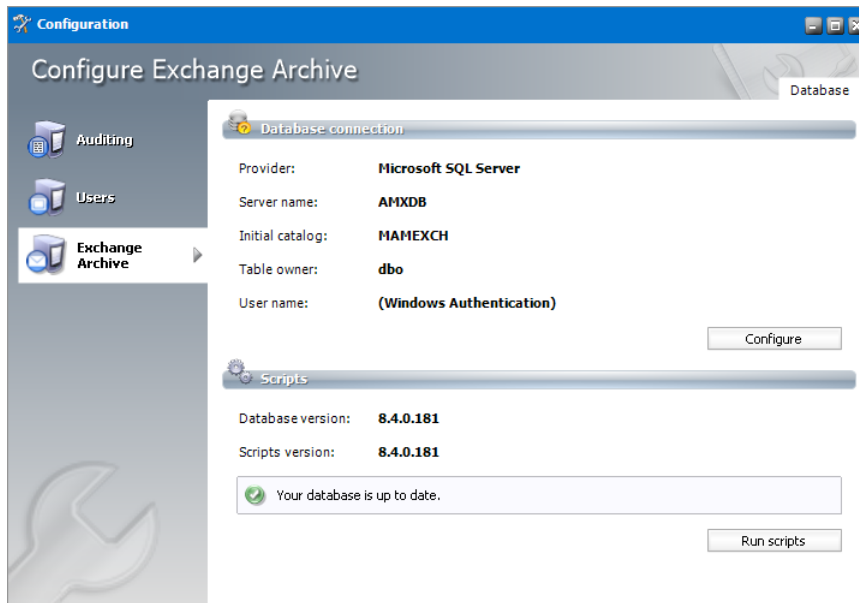 Configuration
Configure Exchange Archive
Database
Auditing
Users
Exchange
Archive
Database connection
Provider: Microsoft SQL Server
Server name: AMXDB
Initial catalog: MAMEXCH
Table owner: dbo
User name: (Windows Authentication)
Configure
Scripts
Database version: 8.4.0.181
Scripts version: 8.4.0.181
Your database is up to date.
Run scripts